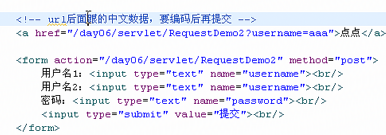 <!-- url后面跟的中文数据，要编码后再提交 -->
<a href="/day06/servlet/RequestDemo2?username=aaa">点点</a>
<form action="/day06/servlet/RequestDemo2" method="post">
用户名1：<input type="text" name="username"><br/>
用户名2：<input type="text" name="username"><br/>
密码：<input type="text" name="password"><br/>
<input type="submit" value="提交"><br/>
</form>